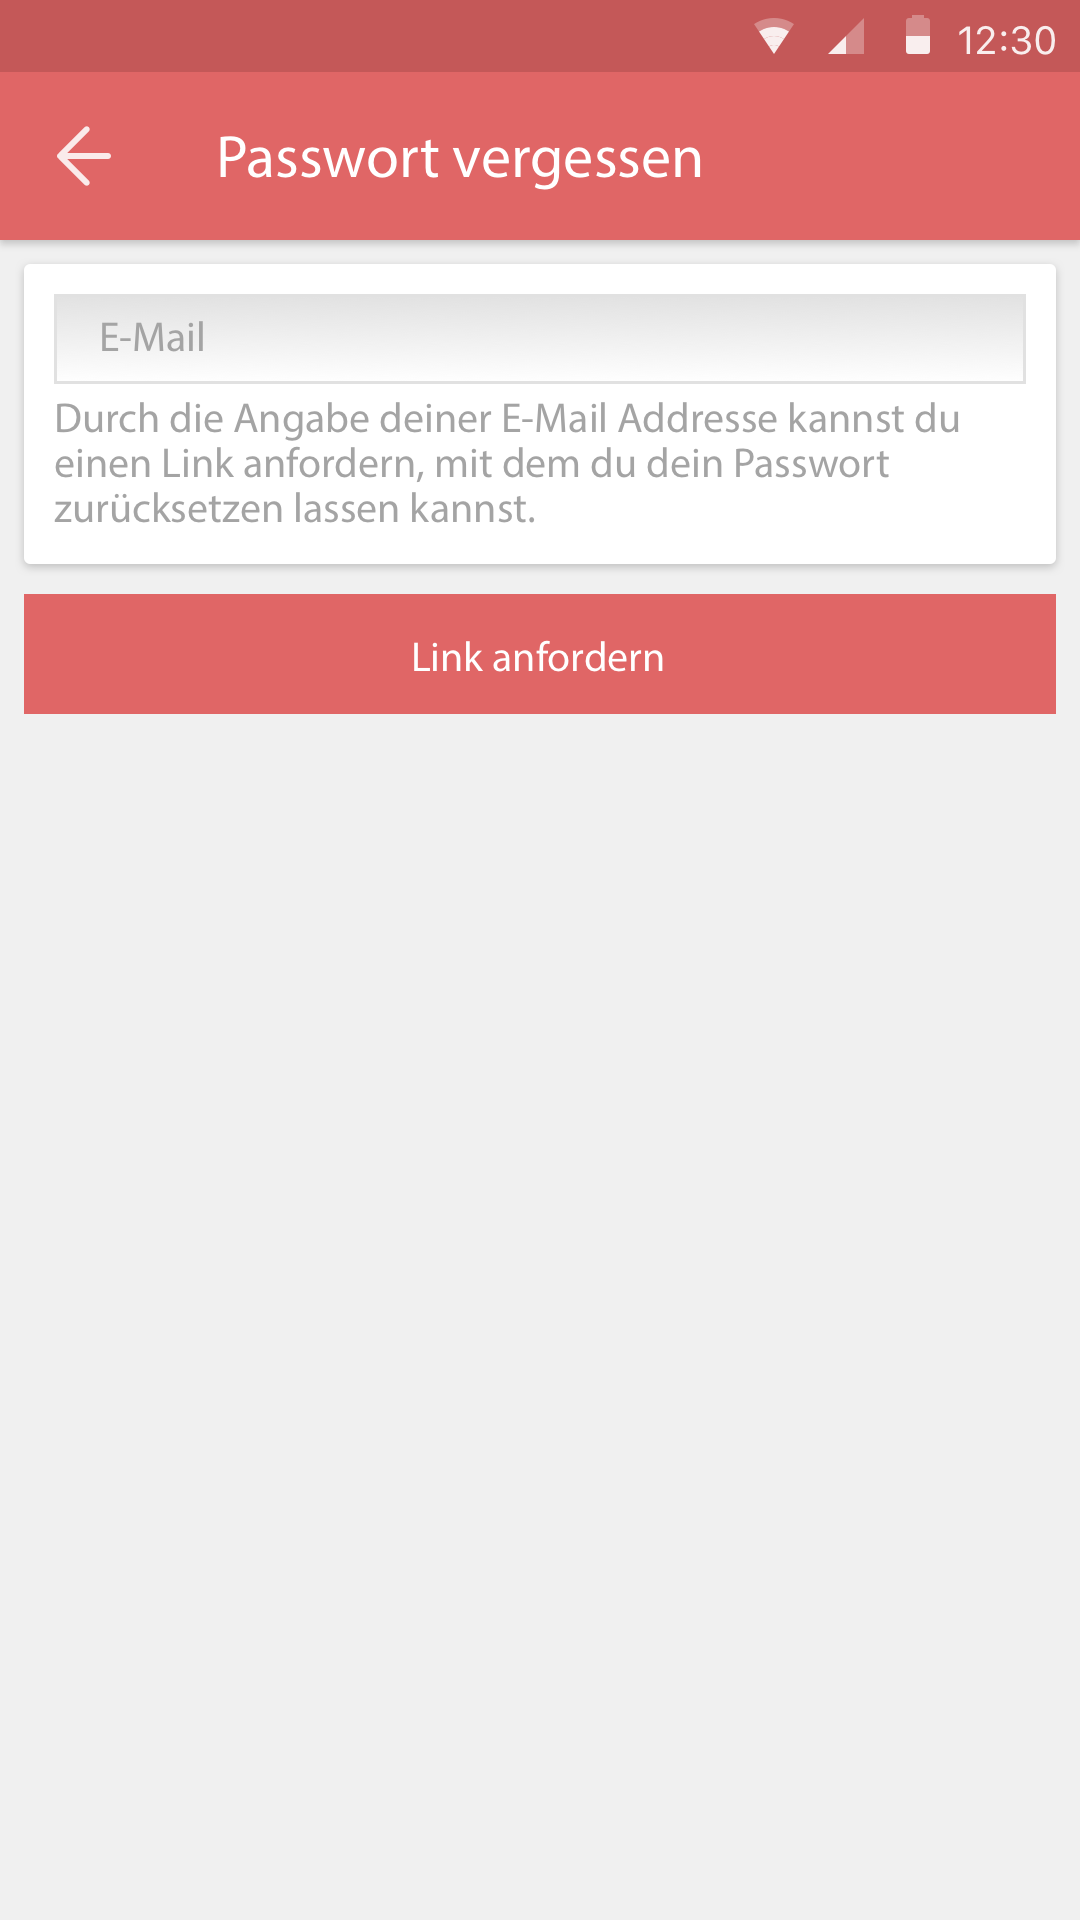 12:30
Passwort vergessen
E-Mail
Durch die Angabe deiner E-Mail Addresse kannst du
einen Link anfordern, mit dem du dein Passwort
zurücksetzen lassen kannst.
Link anfordern